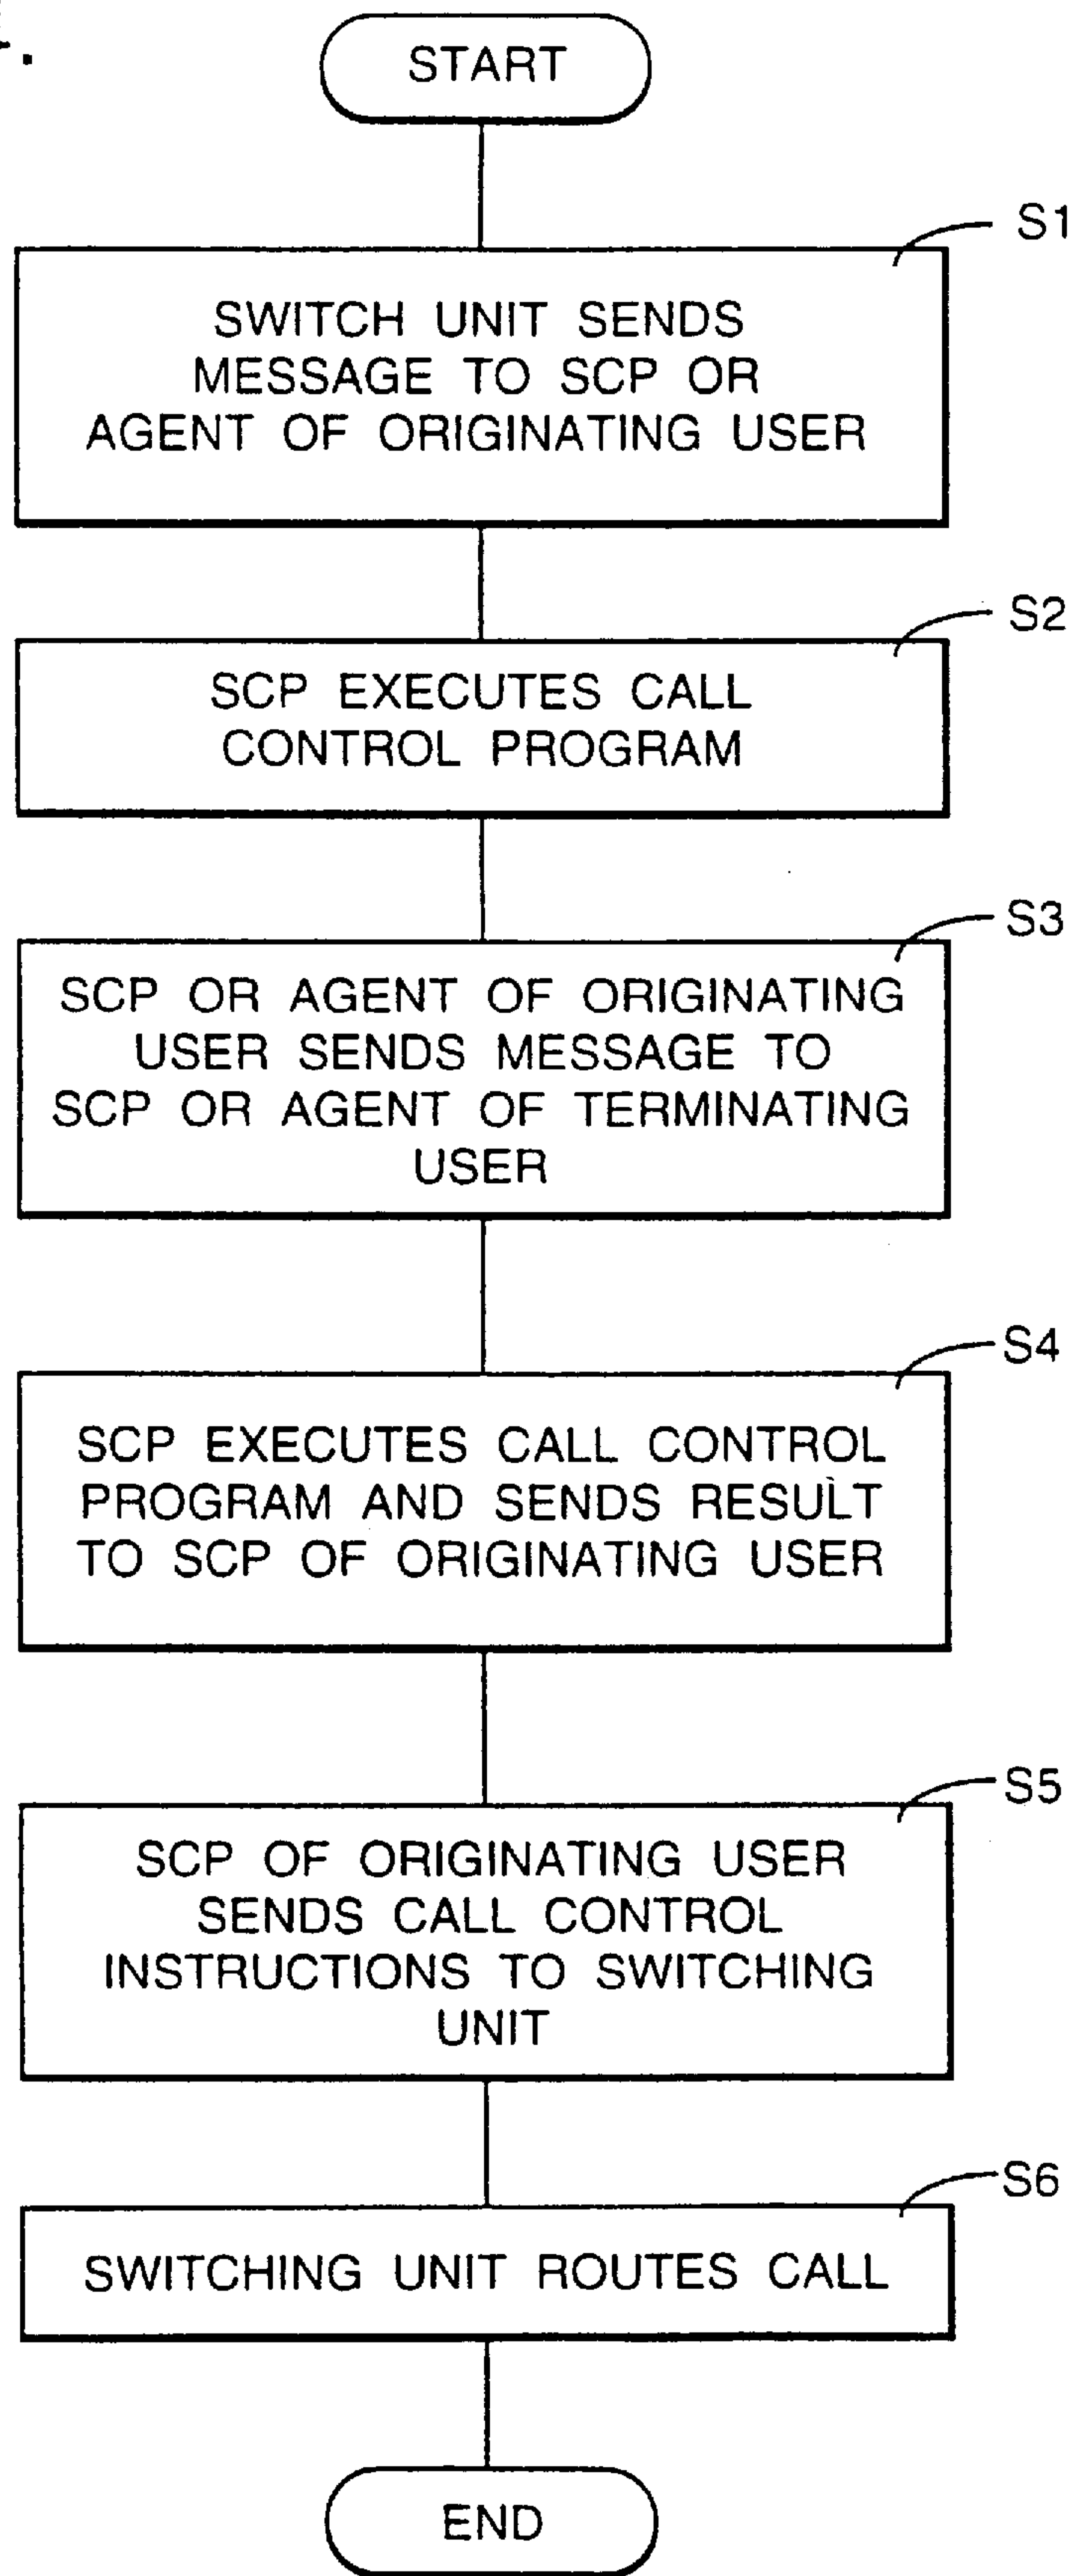 START
S1
SWITCH UNIT SENDS
MESSAGE TO SCP OR
AGENT OF ORIGINATING USER
S2
SCP EXECUTES CALL
CONTROL PROGRAM
S3
SCP OR AGENT OF ORIGINATING
USER SENDS MESSAGE TO
SCP OR AGENT OF TERMINATING
USER
S4
SCP EXECUTES CALL CONTROL
PROGRAM AND SENDS RESULT
TO SCP OF ORIGINATING USER
S5
SCP OF ORIGINATING USER
SENDS CALL CONTROL
INSTRUCTIONS TO SWITCHING
UNIT
S6
SWITCHING UNIT ROUTES CALL
END